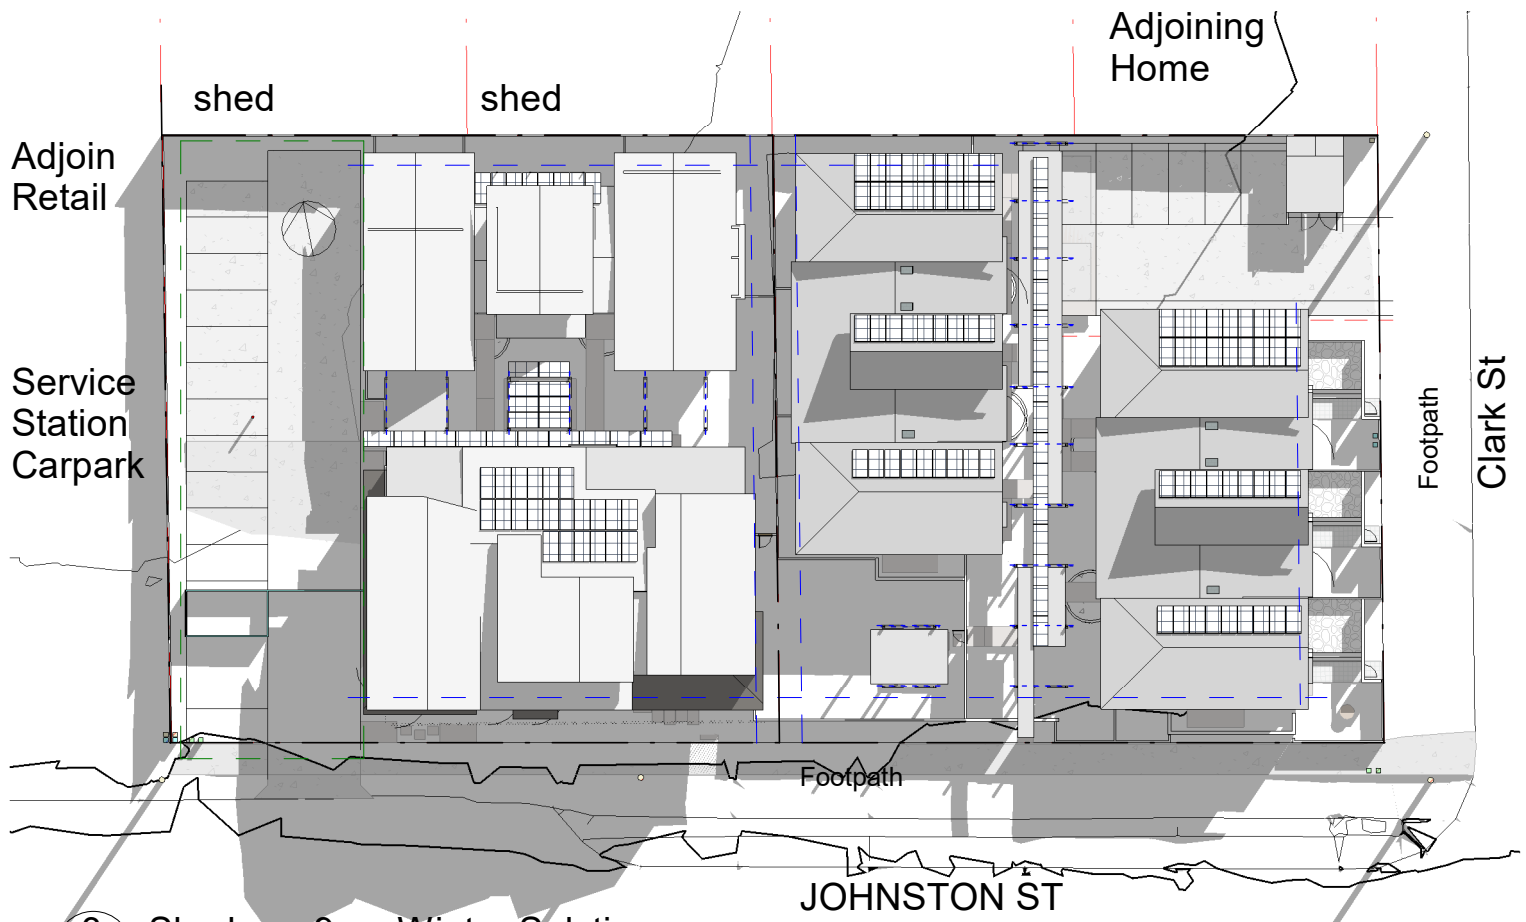 Adjoining
Home
shed
shed
Adjoin
Retail
Service
Station
Carpark
Footpath
Clark St
Footpath
JOHNSTON ST